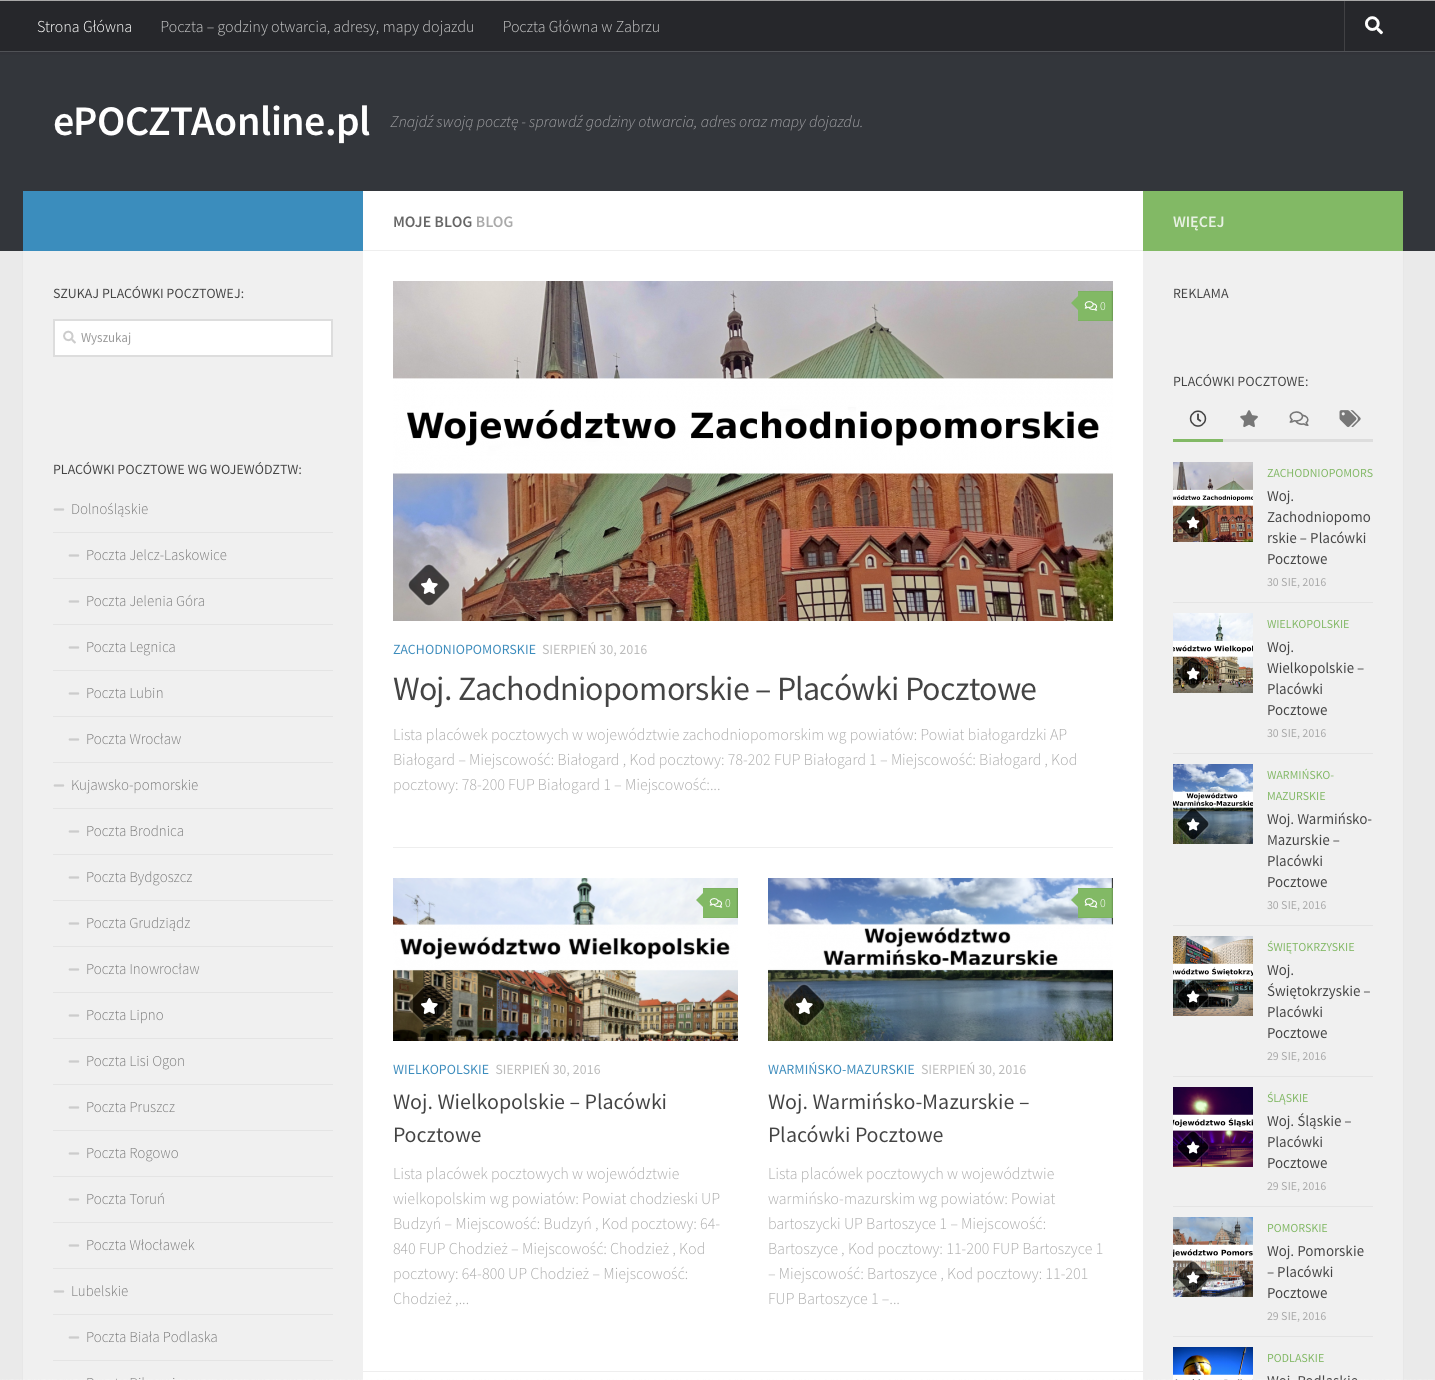 Strona Główna
Poczta – godziny otwarcia, adresy, mapy dojazdu
Poczta Główna w Zabrzu
ePOCZTAonline.pl
Znajdź swoją pocztę - sprawdź godziny otwarcia, adres oraz mapy dojazdu.
SZUKAJ PLACÓWKI POCZTOWEJ:
Wyszukaj
PLACÓWKI POCZTOWE WG WOJEWÓDZTW:
Dolnośląskie
Poczta Jelcz-Laskowice
Poczta Jelenia Góra
Poczta Legnica
Poczta Lubin
Poczta Wrocław
Kujawsko-pomorskie
Poczta Brodnica
Poczta Bydgoszcz
Poczta Grudziądz
Poczta Inowrocław
Poczta Lipno
Poczta Lisi Ogon
Poczta Pruszcz
Poczta Rogowo
Poczta Toruń
Poczta Włocławek
Lubelskie
Poczta Biała Podlaska
MOJE BLOG BLOG
0
Województwo Zachodniopomorskie
ZACHODNIOPOMORSKIE SIERPIEŃ 30, 2016
Woj. Zachodniopomorskie – Placówki Pocztowe
Lista placówek pocztowych w województwie zachodniopomorskim wg powiatów: Powiat białogardzki AP
Białogard – Miejscowość: Białogard , Kod pocztowy: 78-202 FUP Białogard 1 – Miejscowość: Białogard , Kod
pocztowy: 78-200 FUP Białogard 1 – Miejscowość:...
0
Województwo Wielkopolskie
WIELKOPOLSKIE SIERPIEŃ 30, 2016
Woj. Wielkopolskie – Placówki
Pocztowe
Lista placówek pocztowych w województwie
wielkopolskim wg powiatów: Powiat chodzieski UP
Budzyń – Miejscowość: Budzyń , Kod pocztowy: 64-
840 FUP Chodzież – Miejscowość: Chodzież , Kod
pocztowy: 64-800 UP Chodzież – Miejscowość:
Chodzież ,...
0
Województwo
Warmińsko-Mazurskie
WARMIŃSKO-MAZURSKIE SIERPIEŃ 30, 2016
Woj. Warmińsko-Mazurskie –
Placówki Pocztowe
Lista placówek pocztowych w województwie
warmińsko-mazurskim wg powiatów: Powiat
bartoszycki UP Bartoszyce 1 – Miejscowość:
Bartoszyce , Kod pocztowy: 11-200 FUP Bartoszyce 1
– Miejscowość: Bartoszyce , Kod pocztowy: 11-201
FUP Bartoszyce 1 –...
WIĘCEJ
REKLAMA
PLACÓWKI POCZTOWE:
ZACHODNIOPOMORS
Woj.
Zachodniopomo
rskie – Placówki
Pocztowe
30 SIE, 2016
WIELKOPOLSKIE
Woj.
Wielkopolskie –
Placówki
Pocztowe
30 SIE, 2016
Województwo
Warmińsko-Mazurskie
WARMIŃSKO-
MAZURSKIE
Woj. Warmińsko-
Mazurskie –
Placówki
Pocztowe
30 SIE, 2016
ŚWIĘTOKRZYSKIE
Woj.
Świętokrzyskie –
Placówki
Pocztowe
29 SIE, 2016
ŚLĄSKIE
Woj. Śląskie –
Placówki
Pocztowe
29 SIE, 2016
POMORSKIE
Woj. Pomorskie
– Placówki
Pocztowe
29 SIE, 2016
PODLASKIE
Woj. Podlaskie